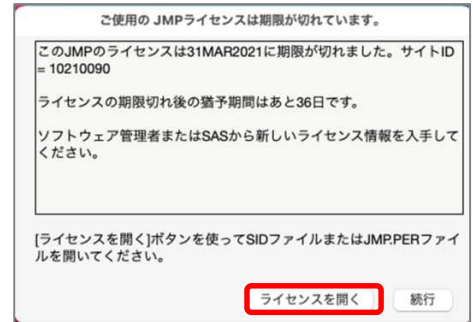 ご使用の JMPライセンスは期限が切れています。
このJMPのライセンスは31MAR2021に期限が切れました。サイトID
= 10210090
ライセンスの期限切れ後の猶予期間はあと36日です。
ソフトウェア管理者またはSASから新しいライセンス情報を入手して
ください。
[ライセンスを開く]ボタンを使ってSIDファイルまたはJMP.PERファイ
ルを開いてください。
ライセンスを開く 続行